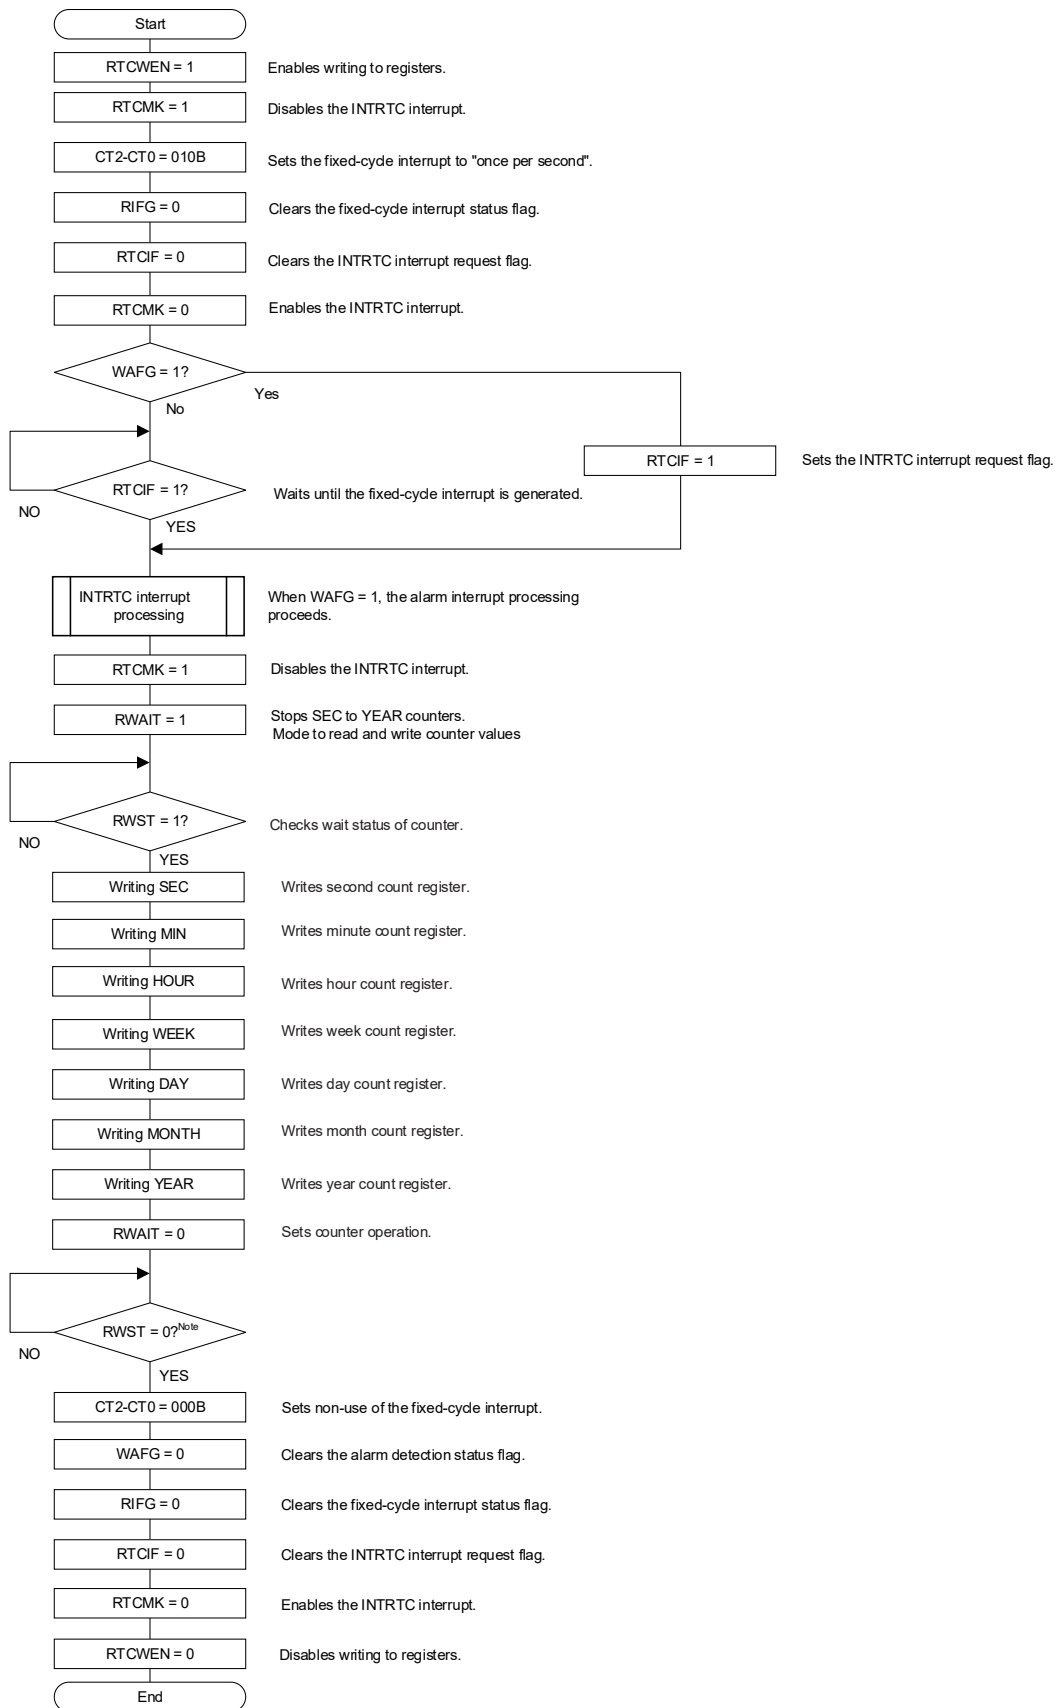 Start
RTCWEN = 1
Enables writing to registers.
RTCMK = 1
Disables the INTRTC interrupt.
CT2-CT0 = 010B
Sets the fixed-cycle interrupt to "once per second".
RIFG = 0
Clears the fixed-cycle interrupt status flag.
RTCIF = 0
Clears the INTRTC interrupt request flag.
RTCMK = 0
Enables the INTRTC interrupt.
WAFG = 1?
Yes
No
RTCIF = 1
Sets the INTRTC interrupt request flag.
RTCIF = 1?
Waits until the fixed-cycle interrupt is generated.
NO
YES
INTRTC interrupt
processing
When WAFG = 1, the alarm interrupt processing
proceeds.
RTCMK = 1
Disables the INTRTC interrupt.
RWAIT = 1
Stops SEC to YEAR counters.
Mode to read and write counter values
RWST = 1?
Checks wait status of counter.
NO
YES
Writing SEC
Writes second count register.
Writing MIN
Writes minute count register.
Writing HOUR
Writes hour count register.
Writing WEEK
Writes week count register.
Writing DAY
Writes day count register.
Writing MONTH
Writes month count register.
Writing YEAR
Writes year count register.
RWAIT = 0
Sets counter operation.
RWST = 0?Note
NO
YES
CT2-CT0 = 000B
Sets non-use of the fixed-cycle interrupt.
WAFG = 0
Clears the alarm detection status flag.
RIFG = 0
Clears the fixed-cycle interrupt status flag.
RTCIF = 0
Clears the INTRTC interrupt request flag.
RTCMK = 0
Enables the INTRTC interrupt.
RTCWEN = 0
Disables writing to registers.
End